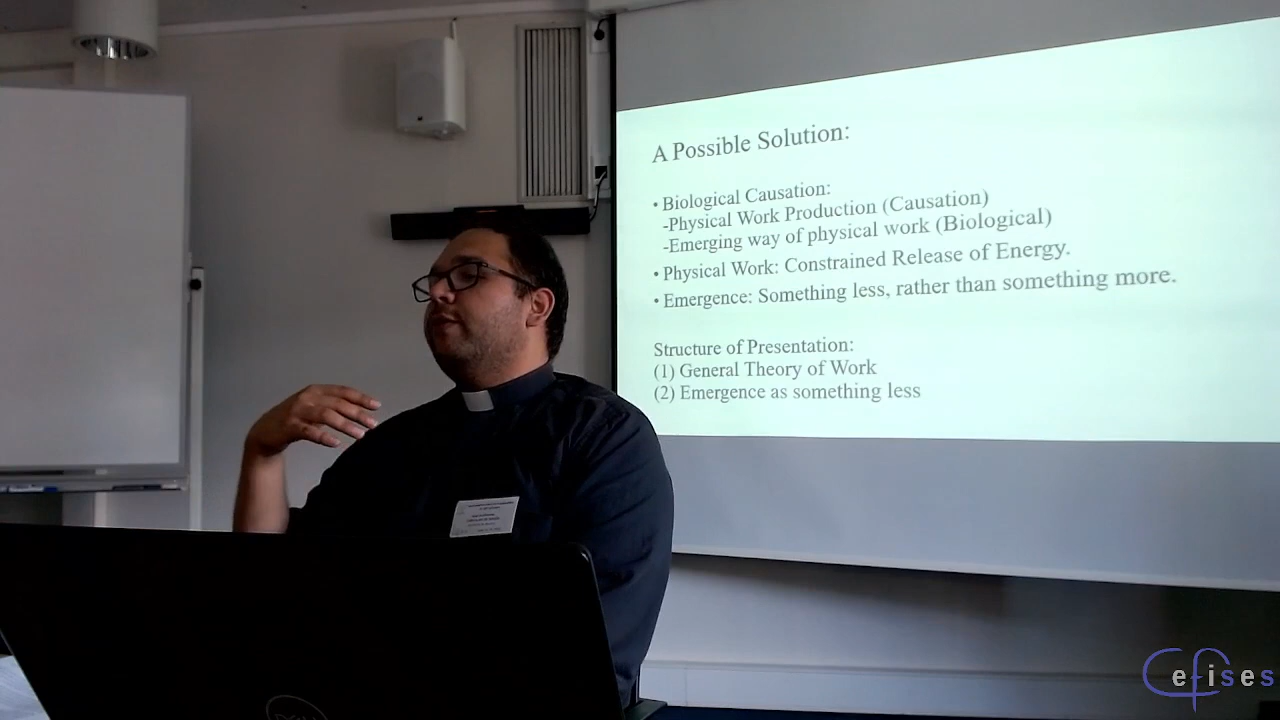 A Possible Solution:
• Biological Causation:
-Physical Work Production (Causation)
-Emerging way of physical work (Biological)
• Physical Work: Constrained Release of Energy.
• Emergence: Something less, rather than something more.
Structure of Presentation:
(1) General Theory of Work
(2) Emergence as something less
Cefises